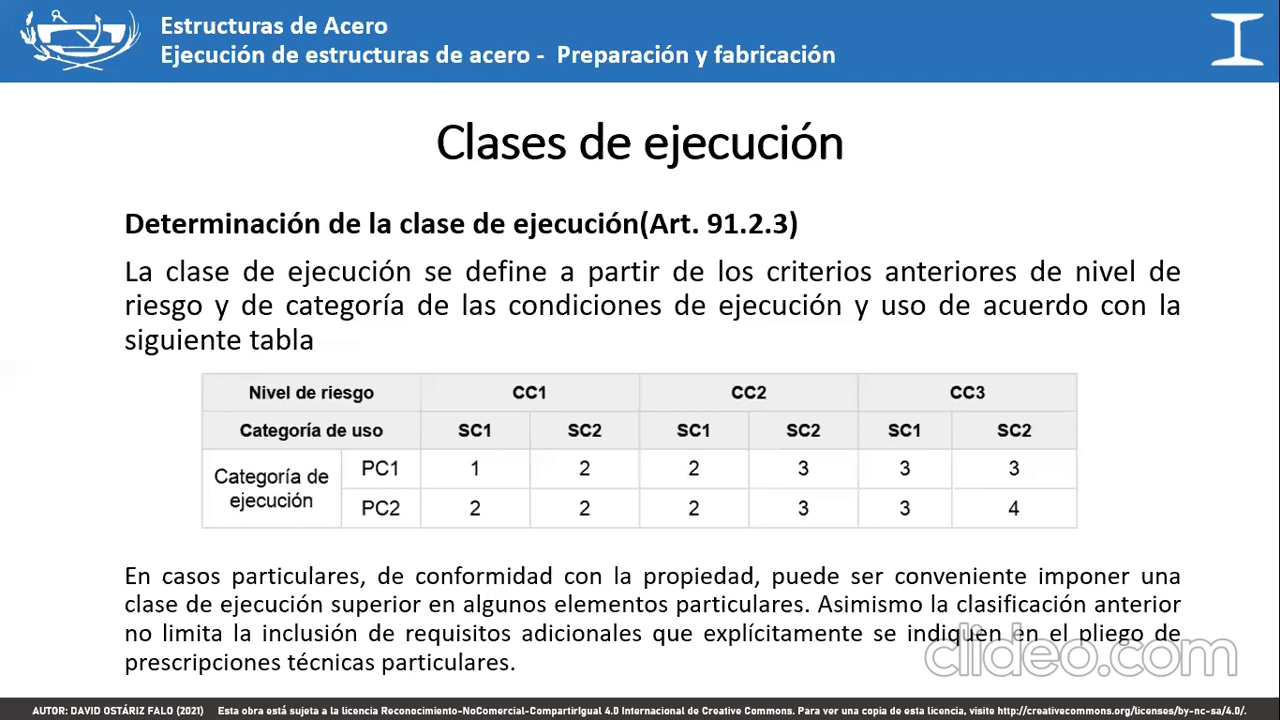 Estructuras de Acero
Ejecución de estructuras de acero - Preparación y fabricación
Clases de ejecución
Determinación de la clase de ejecución(Art. 91.2.3)
La clase de ejecución se define a partir de los criterios anteriores de nivel de
riesgo y de categoría de las condiciones de ejecución y uso de acuerdo con la
siguiente tabla
Nivel de riesgo CC1 CC2 CC3
Categoría de uso SC1 SC2 SC1 SC2 SC1 SC2
Categoría de
ejecución
PC1 1 2 2 3 3 3
PC2 2 2 2 3 3 4
En casos particulares, de conformidad con la propiedad, puede ser conveniente imponer una
clase de ejecución superior en algunos elementos particulares. Asimismo la clasificación anterior
no limita la inclusión de requisitos adicionales que explícitamente se indiquen en el pliego de
prescripciones técnicas particulares.
clideo.com
AUTOR: DAVID OSTÁRIZ FALO (2021) Esta obra está sujeta a la licencia Reconocimiento-NoComercial-CompartirIgual 4.0 Internacional de Creative Commons. Para ver una copia de esta licencia, visite http://creativecommons.org/licenses/by-nc-sa/4.0/.